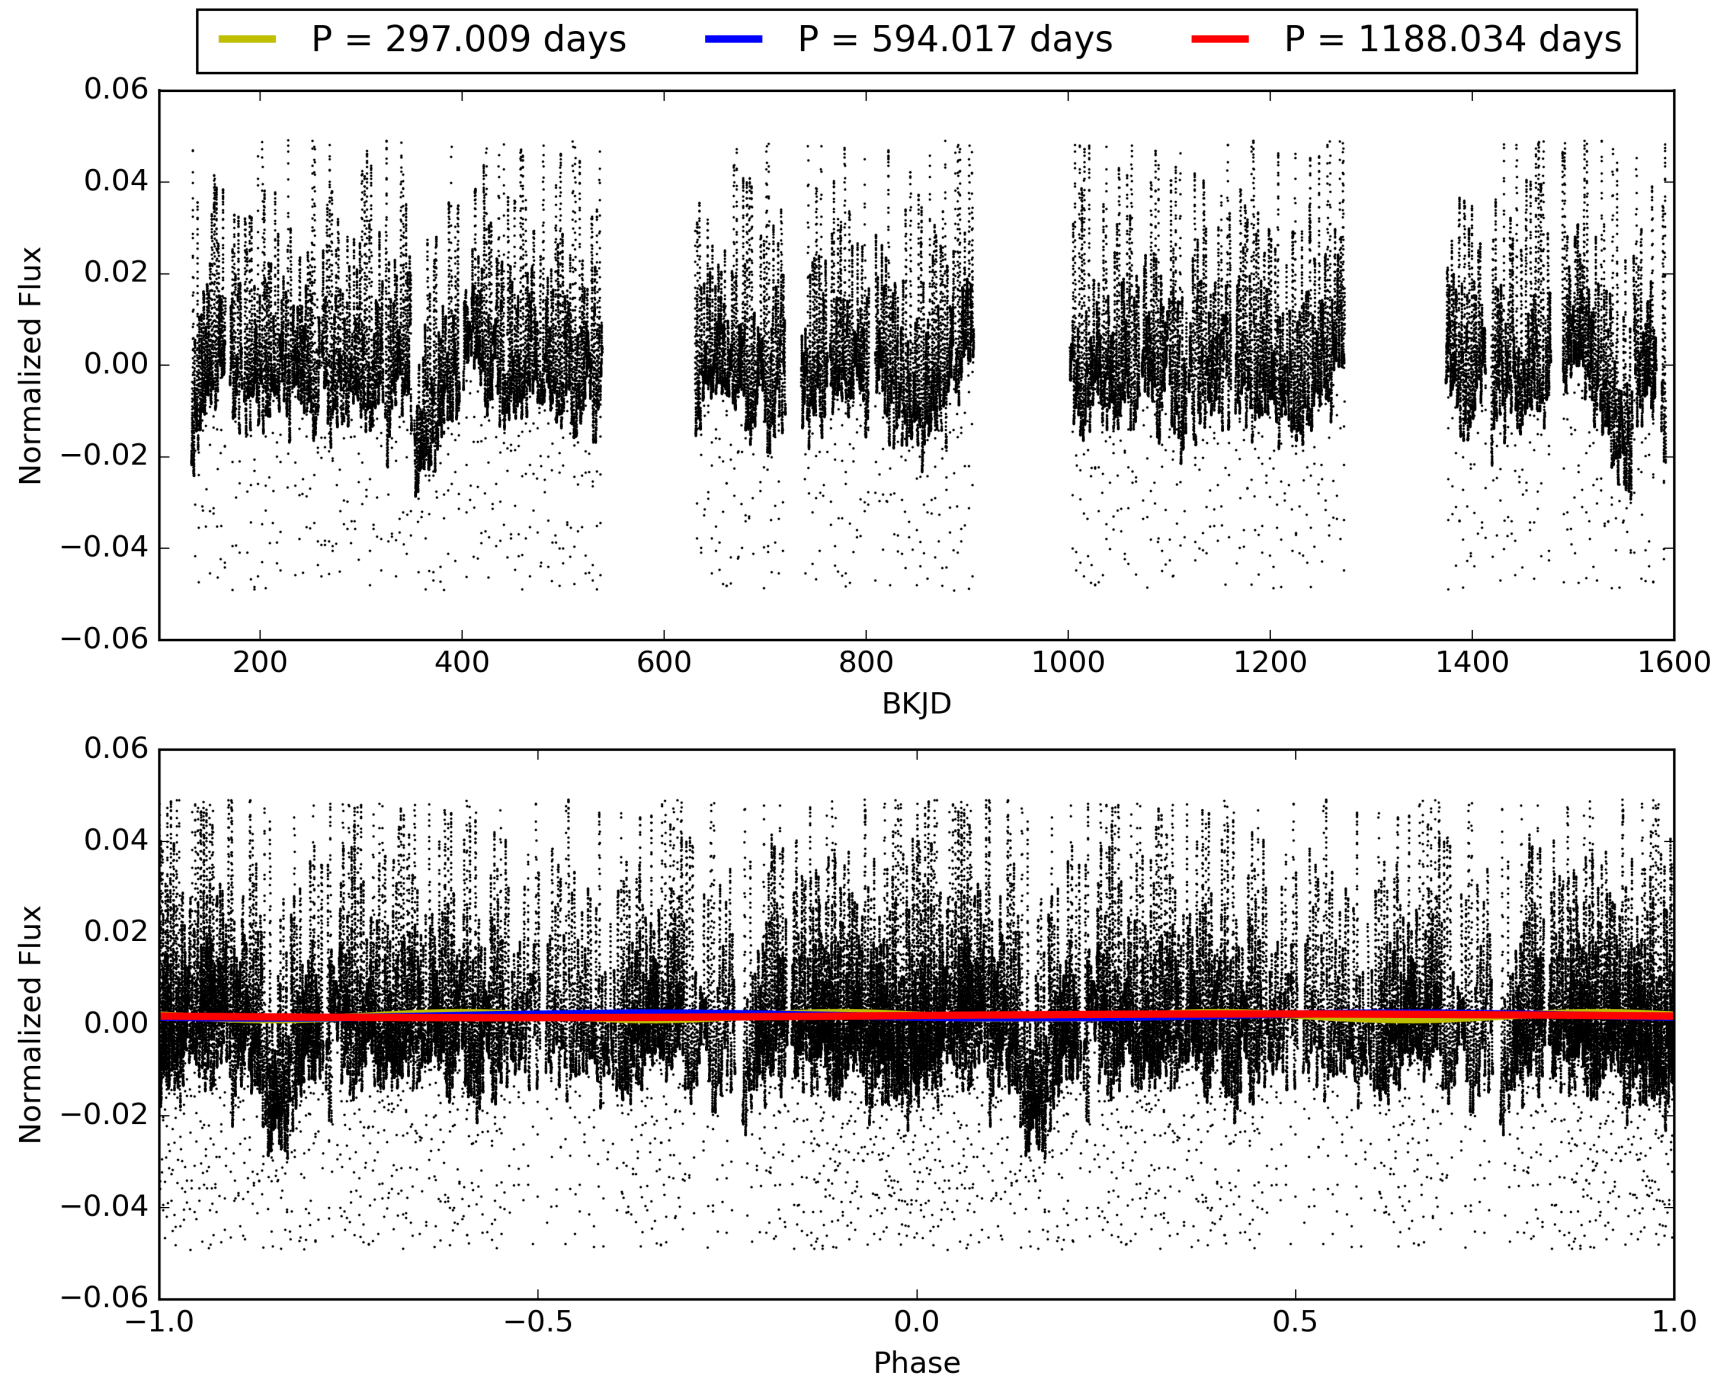 P = 297.009 days P = 594.017 days P = 1188.034 days
0.06
0.04
0.02
0.00
−0.02
−0.04
−0.06
Normalized Flux
200 400 600 800 1000 1200 1400 1600
BKJD
0.06
0.04
0.02
0.00
−0.02
−0.04
−0.06
Normalized Flux
−1.0 −0.5 0.0 0.5 1.0
Phase